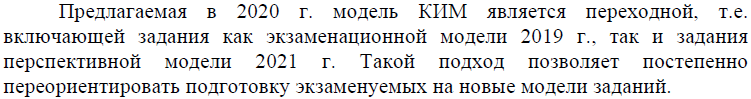 Предлагаемая в 2020 г. модель КИМ является переходной, т.е.
включающей задания как экзаменационной модели 2019 г., так и задания
перспективной модели 2021 г. Такой подход позволяет постепенно
переориентировать подготовку экзаменуемых на новые модели заданий.